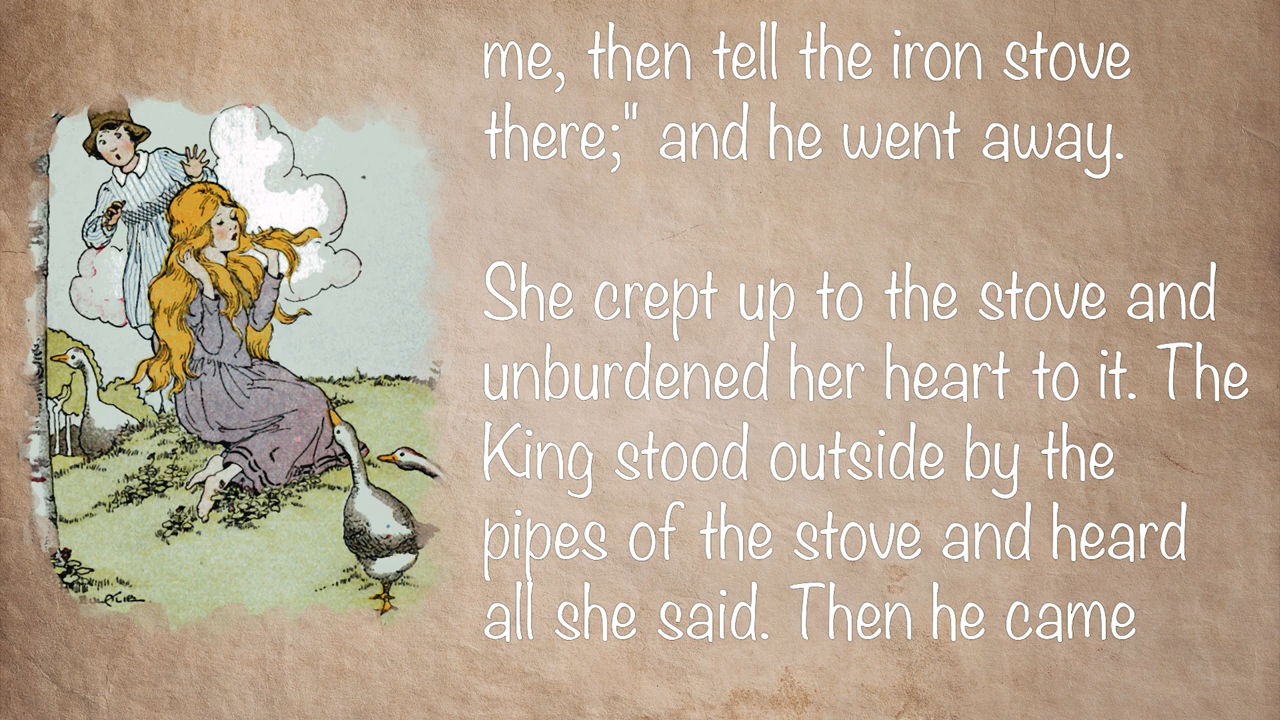 me, then tell the iron stove
there;" and he went away.
She crept up to the stove and
unburdened her heart to it. The
King stood outside by the
pipes of the stove and heard
all she said. Then he came